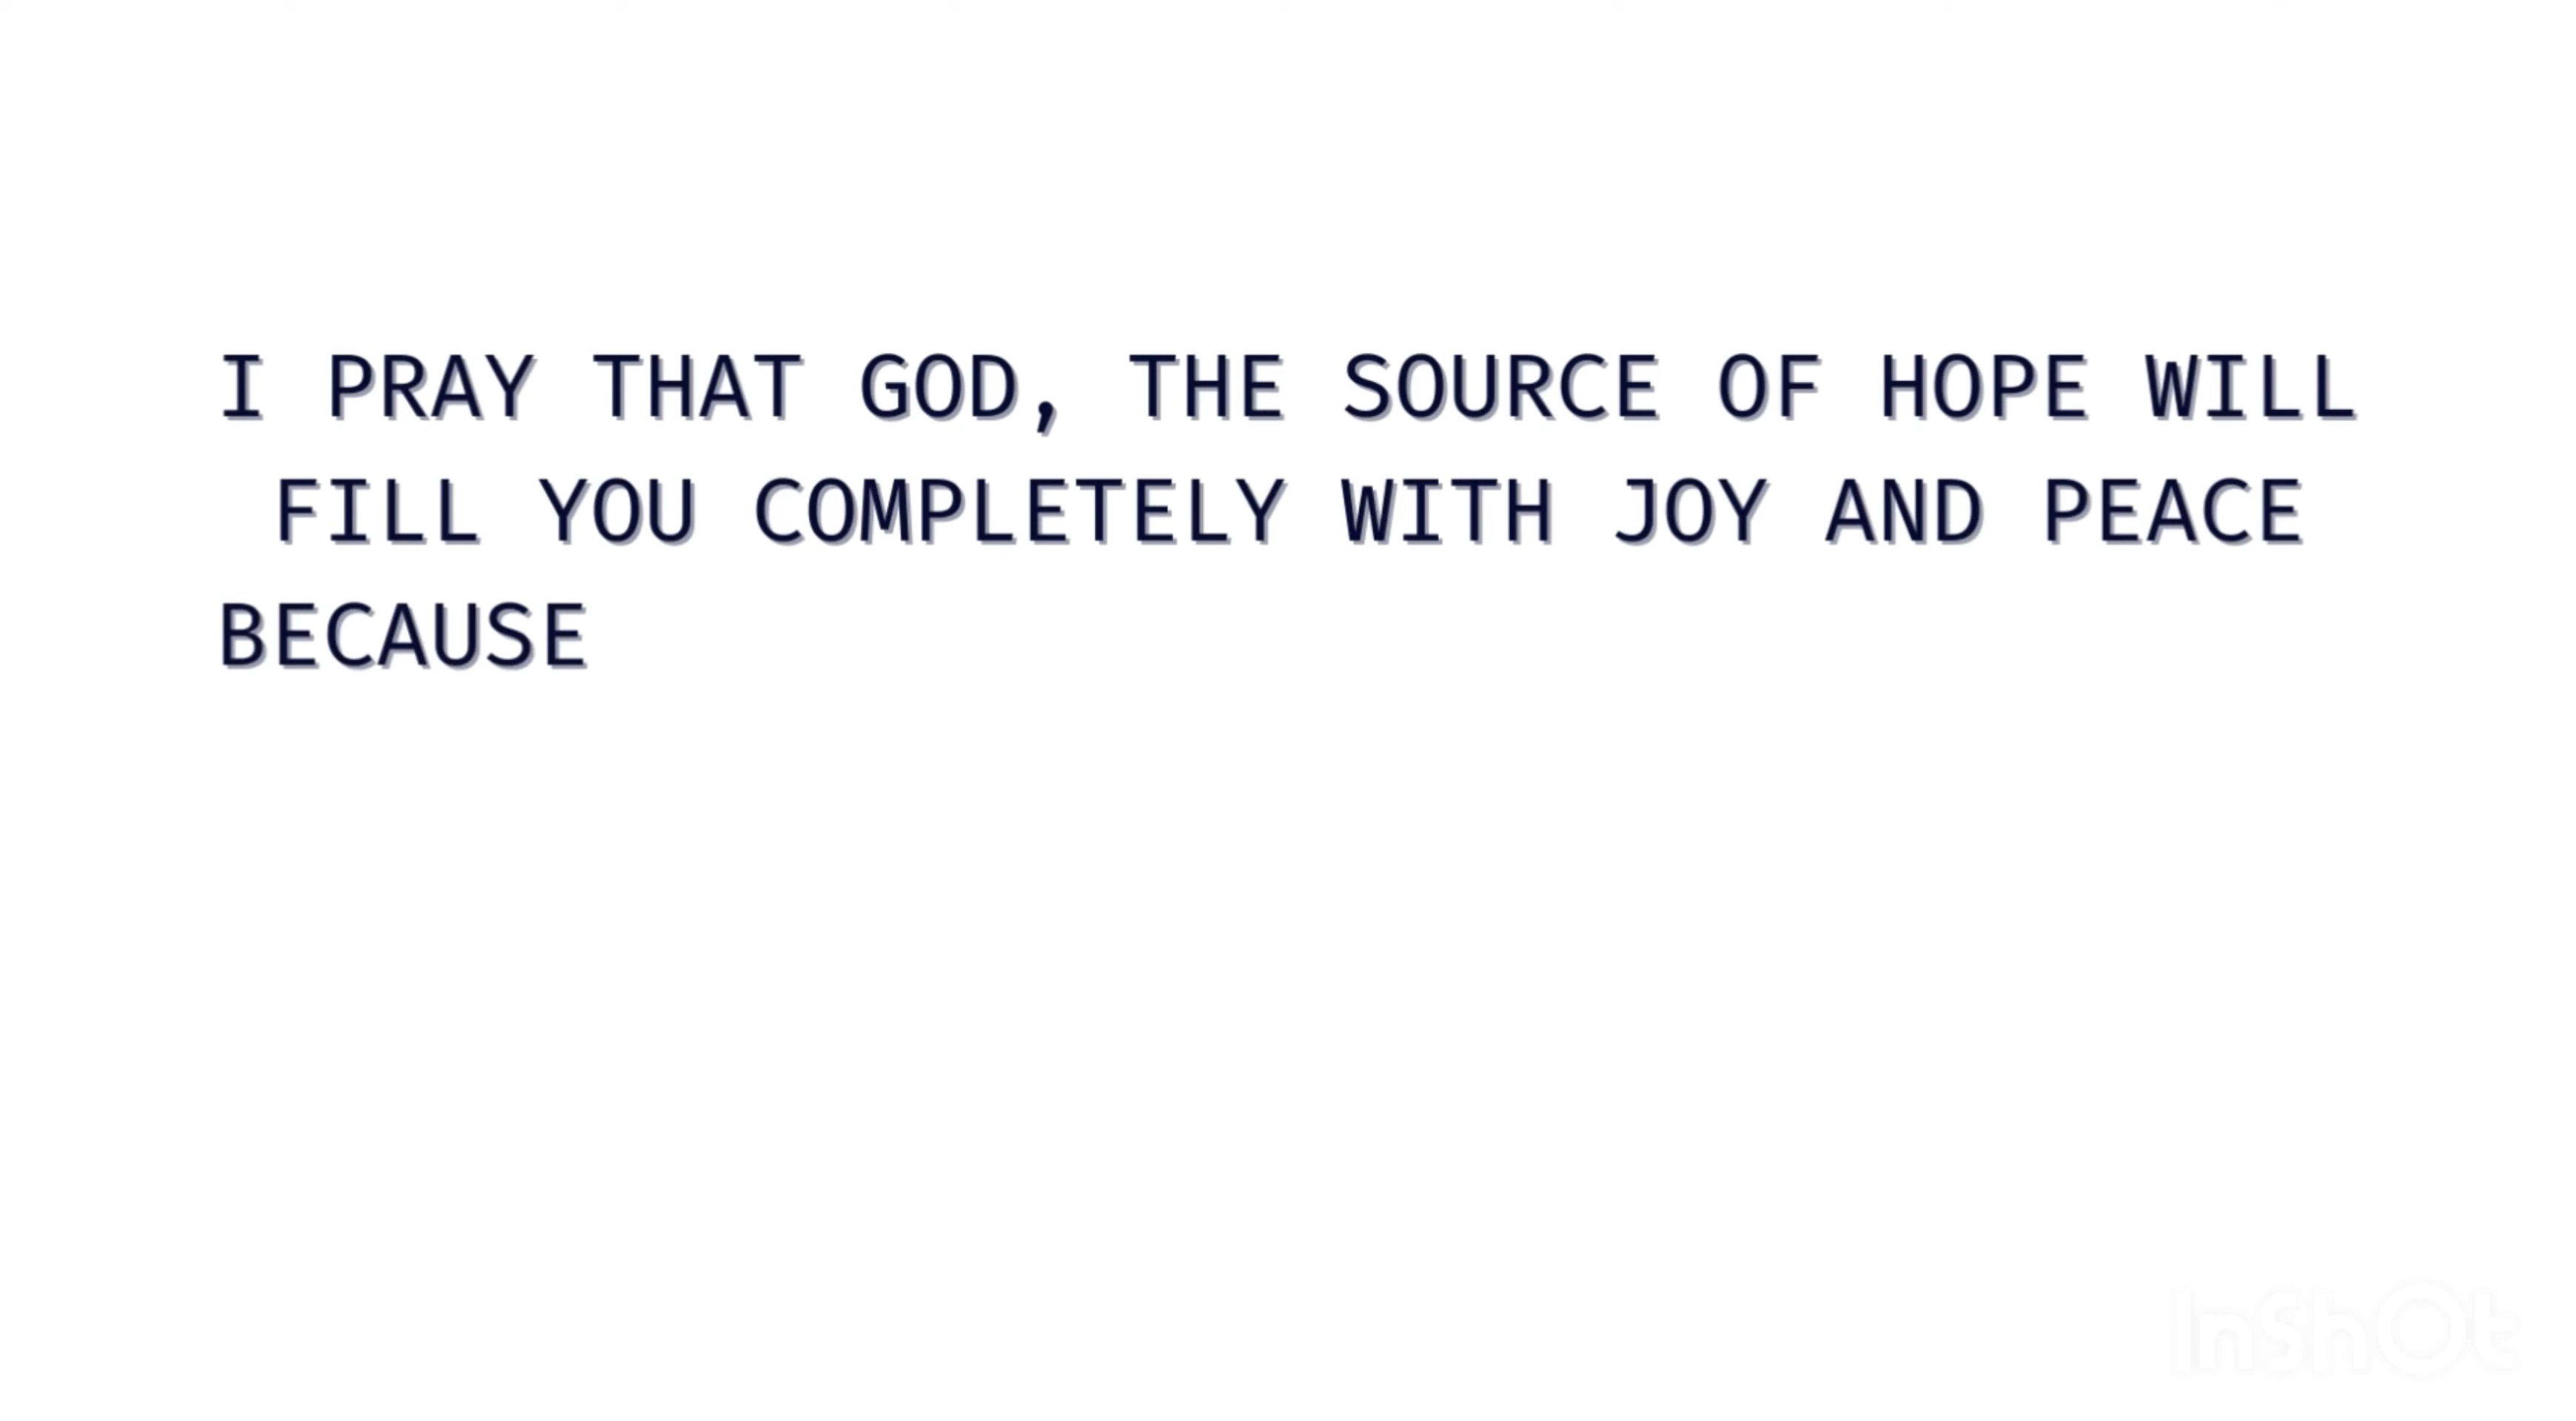 I PRAY THAT GOD, THE SOURCE OF HOPE WILL
FILL YOU COMPLETELY WITH JOY AND PEACE
BECAUSE
InShOt